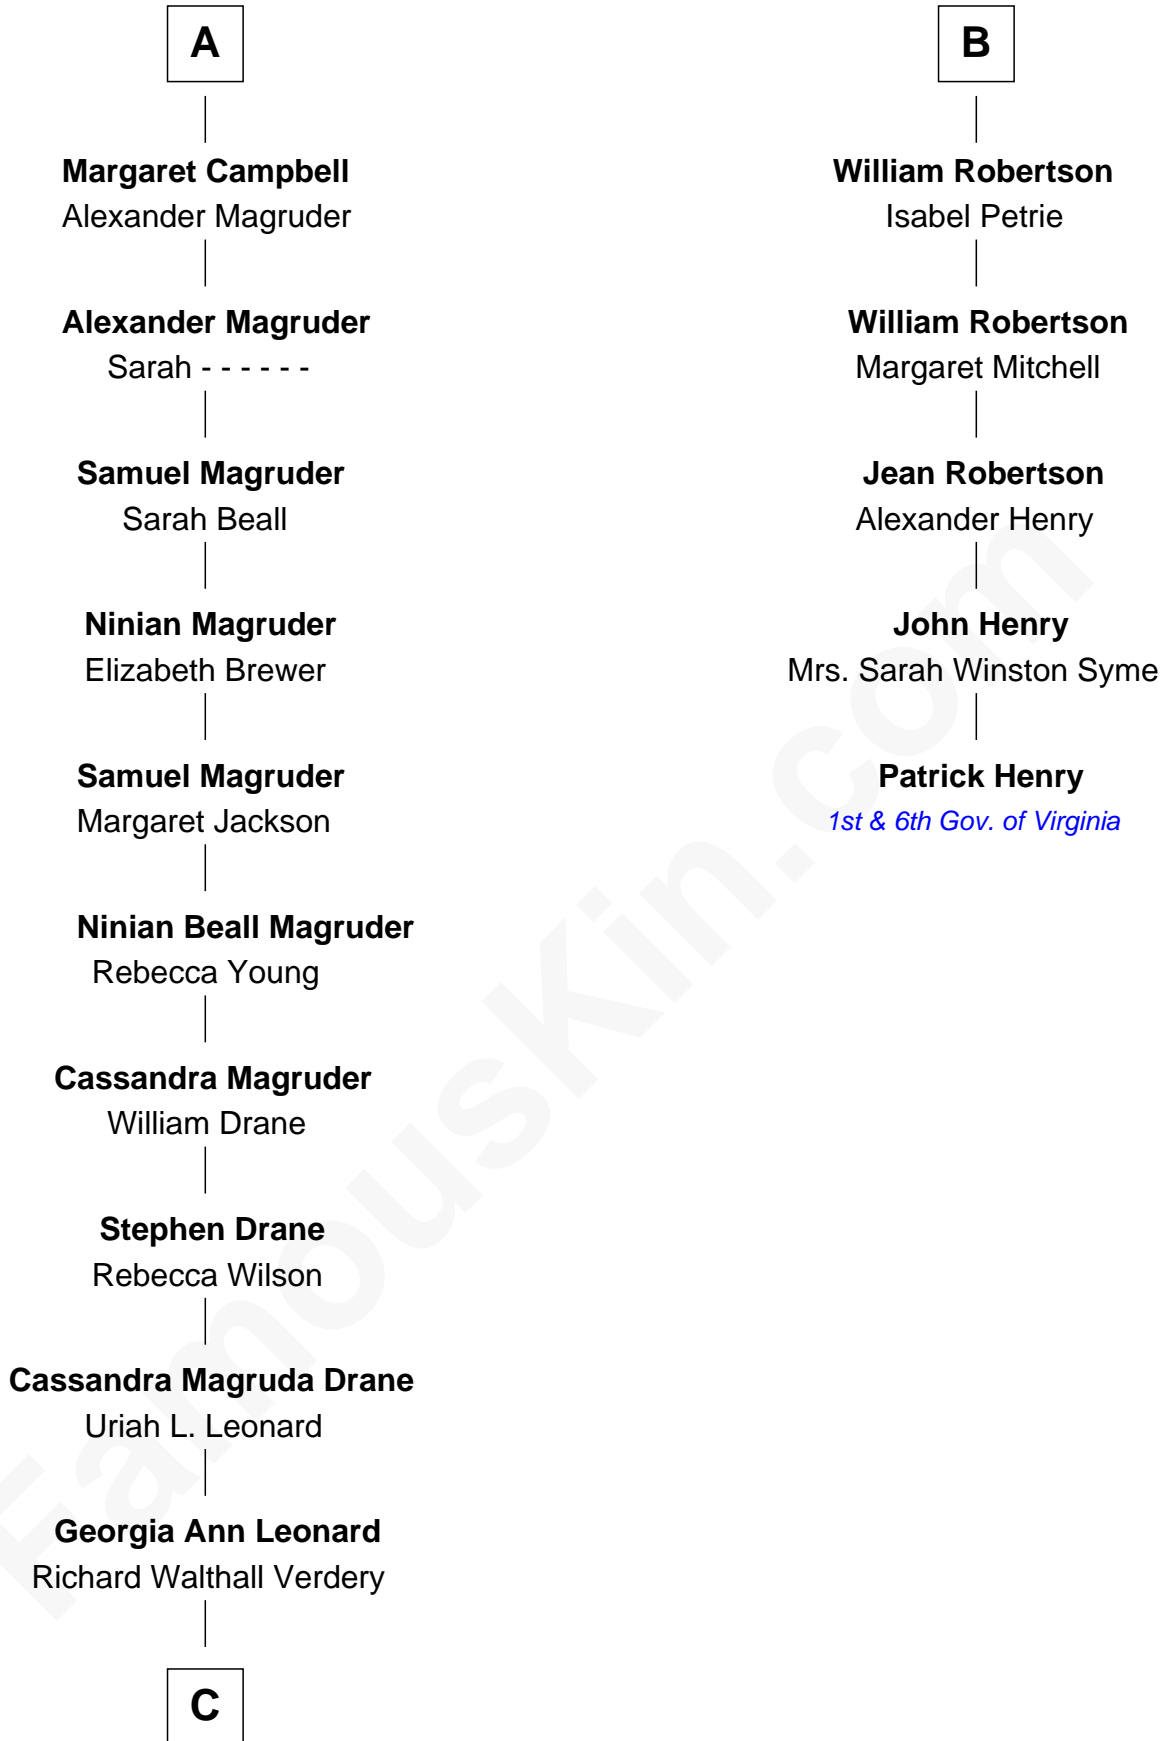 A
Margaret Campbell
Alexander Magruder
Alexander Magruder
Sarah - - - - - -
Samuel Magruder
Sarah Beall
Ninian Magruder
Elizabeth Brewer
Samuel Magruder
Margaret Jackson
Ninian Beall Magruder
Rebecca Young
Cassandra Magruder
William Drane
Stephen Drane
Rebecca Wilson
Cassandra Magruda Drane
Uriah L. Leonard
Georgia Ann Leonard
Richard Walthall Verdery
C
B
William Robertson
Isabel Petrie
William Robertson
Margaret Mitchell
Jean Robertson
Alexander Henry
John Henry
Mrs. Sarah Winston Syme
Patrick Henry
1st & 6th Gov. of Virginia
FamousKin.com